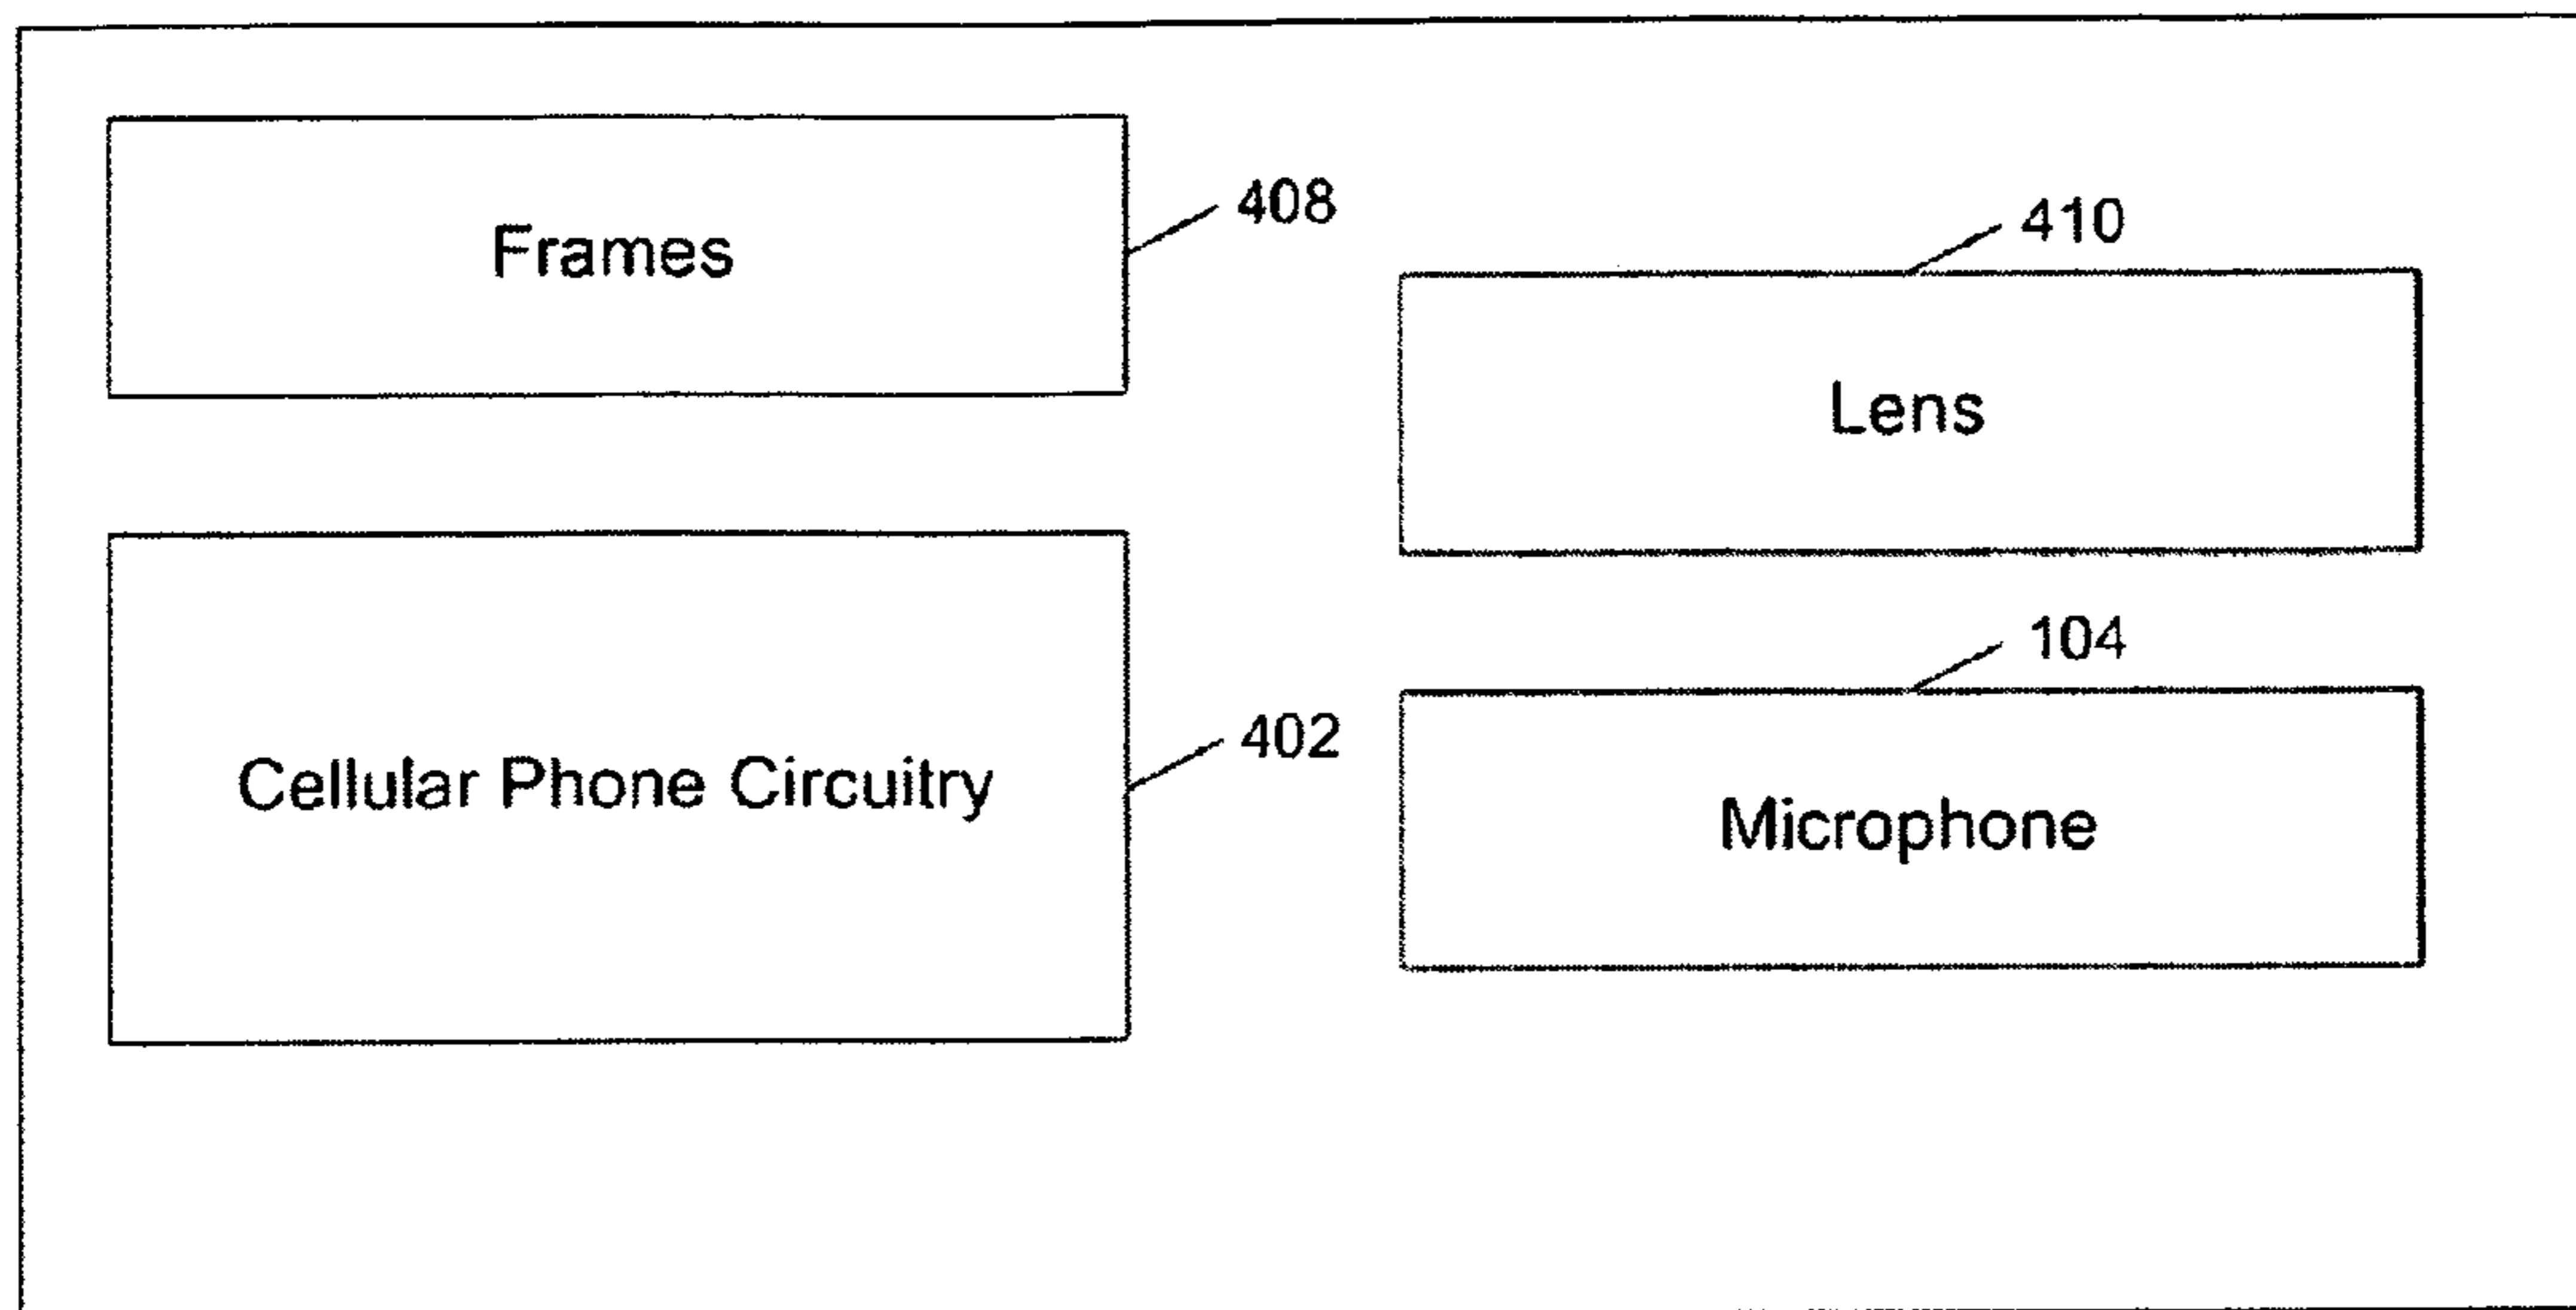 Frames
408
410
Lens
Cellular Phone Circuitry
402
104
Microphone